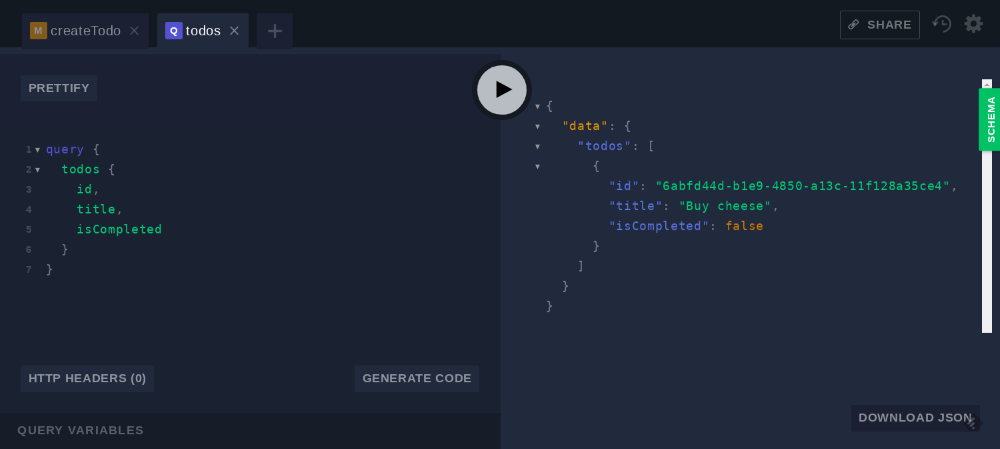 M createTodo
Q todos
SHARE
PRETTIFY
1 query {
2 todos {
3 id,
4 title,
5 isCompleted
6 }
7 }
HTTP HEADERS (0)
GENERATE CODE
QUERY VARIABLES
{
"data": {
"todos": [
{
"id": "6abfd44d-b1e9-4850-a13c-11f128a35ce4",
"title": "Buy cheese",
"isCompleted": false
}
]
}
}
SCHEMA
DOWNLOAD JSON